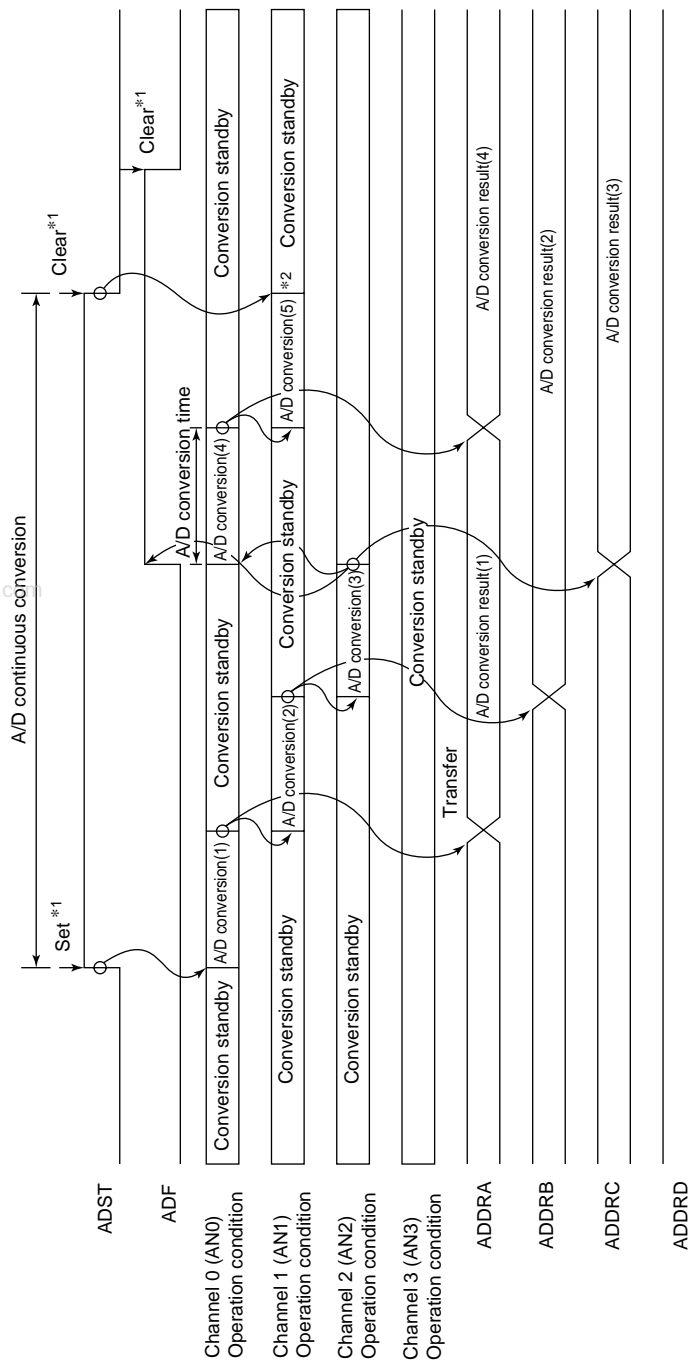 A/D continuous conversion
Set *1
Clear*1
Clear*1
ADST
ADF
A/D conversion time
Channel 0 (AN0)
Operation condition
Conversion standby
A/D conversion(1)
Conversion standby
A/D conversion(4)
Conversion standby
Channel 1 (AN1)
Operation condition
Conversion standby
A/D conversion(2)
Conversion standby
A/D conversion(5)
*2
Conversion standby
Channel 2 (AN2)
Operation condition
Conversion standby
A/D conversion(3)
Channel 3 (AN3)
Operation condition
Conversion standby
Transfer
ADDRA
A/D conversion result(1)
A/D conversion result(4)
ADDRB
A/D conversion result(2)
ADDRC
A/D conversion result(3)
ADDRD
com